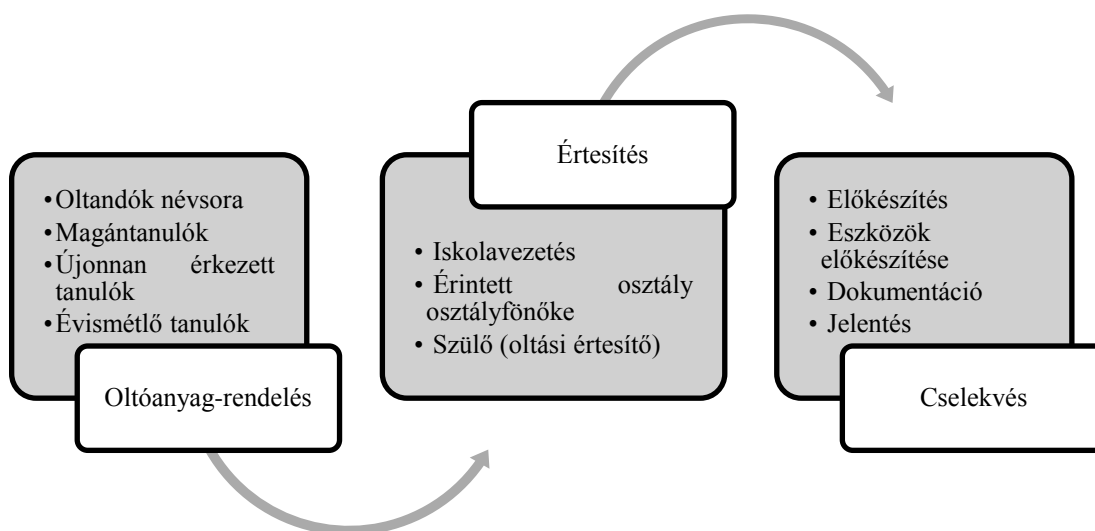 •Oltandók névsora
•Magántanulók
•Újonnan érkezett
tanulók
•Évismétlő tanulók
Oltóanyag-rendelés
Értesítés
• Iskolavezetés
• Érintett osztály
osztályfönöke
• Szülő (oltási értesítő)
• Előkészítés
• Eszközök
előkészítése
• Dokumentáció
• Jelentés
Cselekvés